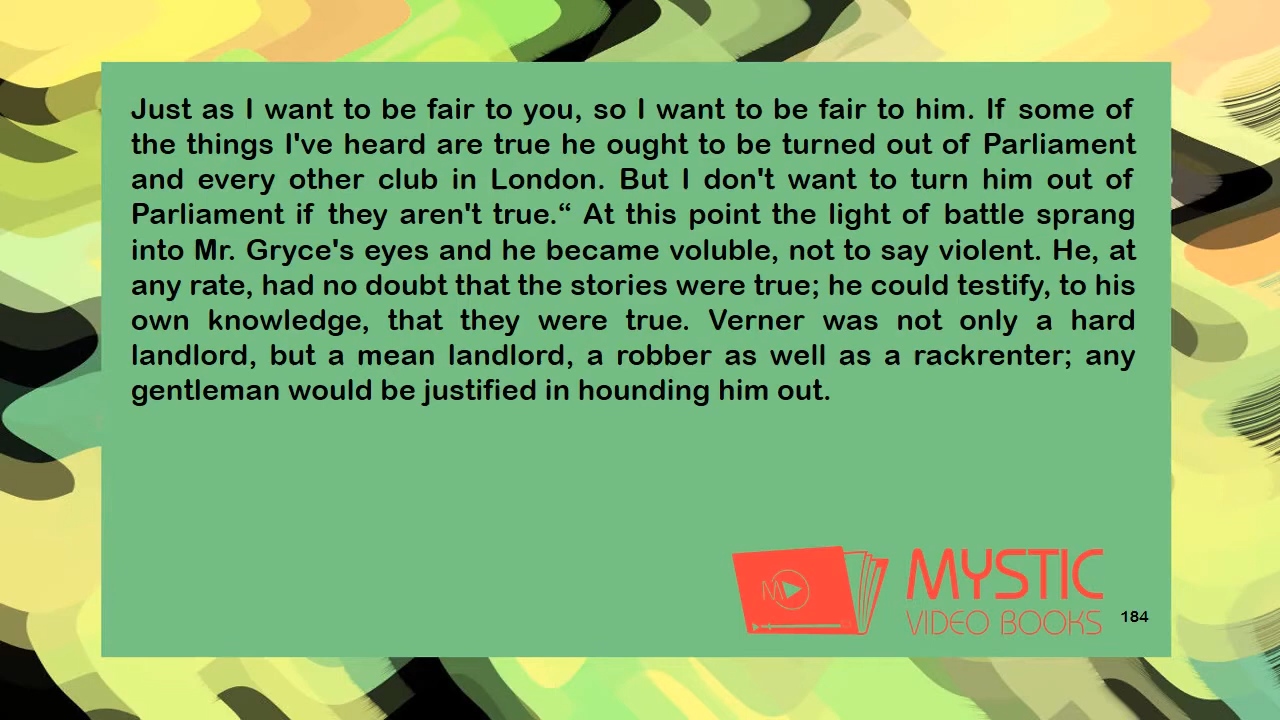 Just as I want to be fair to you, so I want to be fair to him. If some of
the things I've heard are true he ought to be turned out of Parliament
and every other club in London. But I don't want to turn him out of
Parliament if they aren't true.“ At this point the light of battle sprang
into Mr. Gryce's eyes and he became voluble, not to say violent. He, at
any rate, had no doubt that the stories were true; he could testify, to his
own knowledge, that they were true. Verner was not only a hard
landlord, but a mean landlord, a robber as well as a rackrenter; any
gentleman would be justified in hounding him out.
M
MYSTIC
VIDEO BOOKS
184